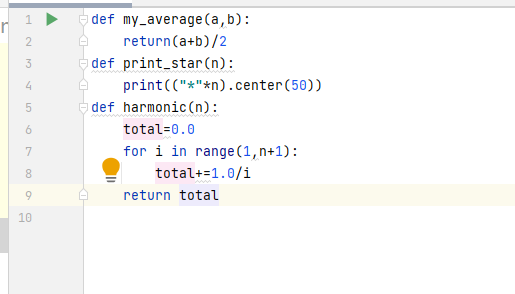 1 def my_average(a,b):
2     return(a+b)/2
3 def print_star(n):
4     print(("*"*n).center(50))
5 def harmonic(n):
6     total=0.0
7     for i in range(1,n+1):
8         total+=1.0/i
9     return total
10